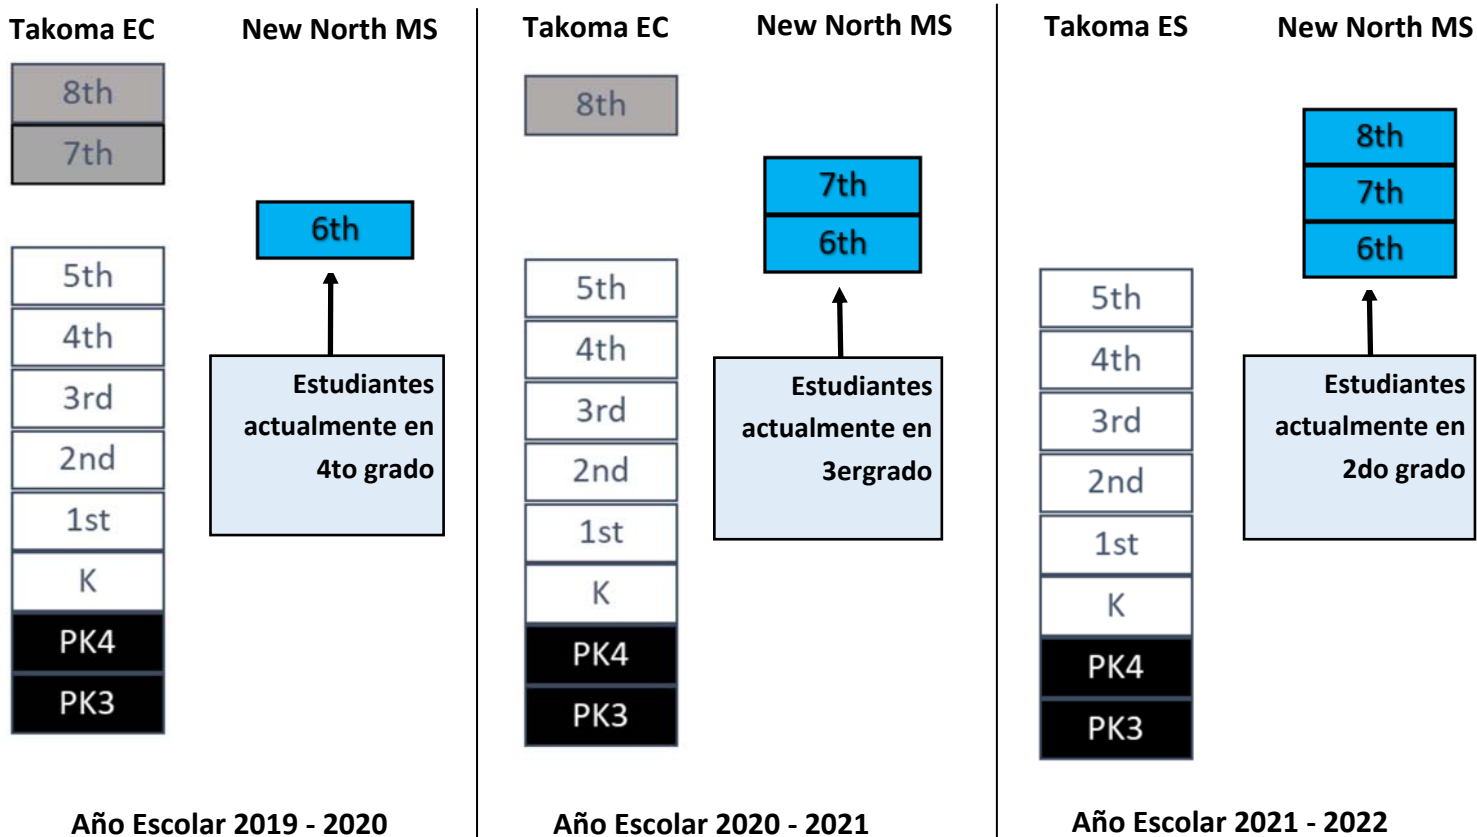 Takoma EC
New North MS
8th
7th
6th
5th
4th
3rd
2nd
1st
K
PK4
PK3
Estudiantes
actualmente en
4to grado
Año Escolar 2019 - 2020
Takoma EC
New North MS
8th
7th
6th
5th
4th
3rd
2nd
1st
K
PK4
PK3
Estudiantes
actualmente en
3ergrado
Año Escolar 2020 - 2021
Takoma ES
New North MS
8th
7th
6th
5th
4th
3rd
2nd
1st
K
PK4
PK3
Estudiantes
actualmente en
2do grado
Año Escolar 2021 - 2022